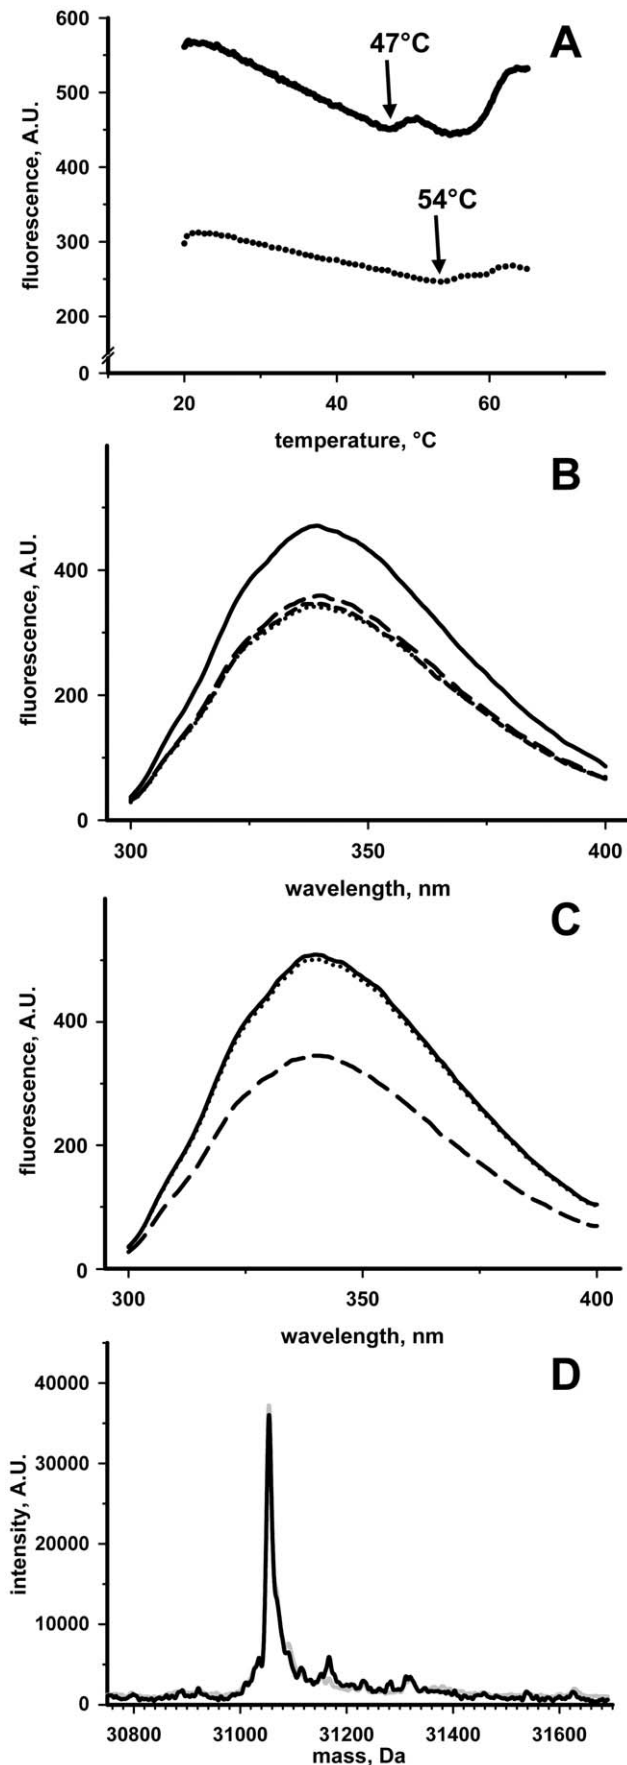 A
600
47°C
500
400
54°C
300
200
0
fluorescence, A.U.
20 40 60
temperature, °C
B
400
200
0
fluorescence, A.U.
300 350 400
wavelength, nm
C
400
200
0
fluorescence, A.U.
300 350 400
wavelength, nm
D
40000
30000
20000
10000
0
intensity, A.U.
30800 31000 31200 31400 31600
mass, Da